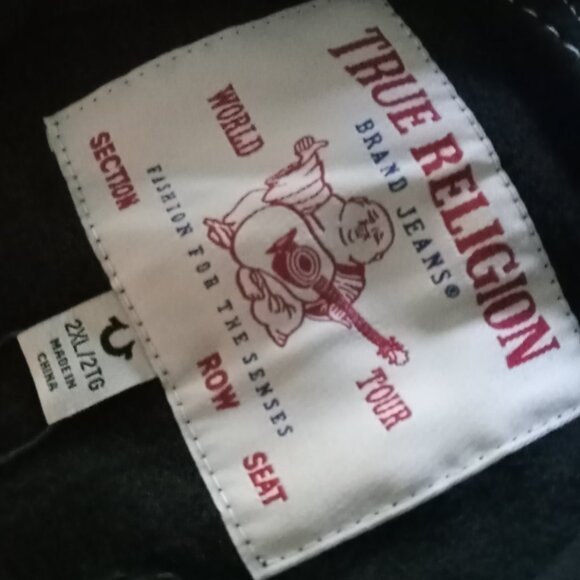 TRUE RELIGION
BRAND JEANS®
WORLD TOUR
FASHION FOR THE SENSES
SECTION ROW SEAT
2XL/2TG
MADE IN
CHINA